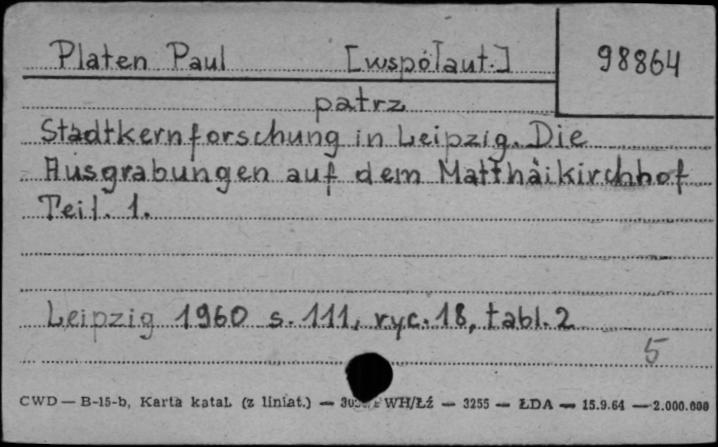 Platen Paul [współaut.] 98864
patrz
Stadtkernforschung in Leipzig. Die
Ausgrabungen auf dem Matthäikirchhof
Teil. 1.
Leipzig 1960 s. 111, ryc. 18, tabl. 2
5
CWD — B-15-b, Karta katal. (z liniat.) — WH/Łź — 3255 — ŁDA — 15.9.64 — 2.000.000